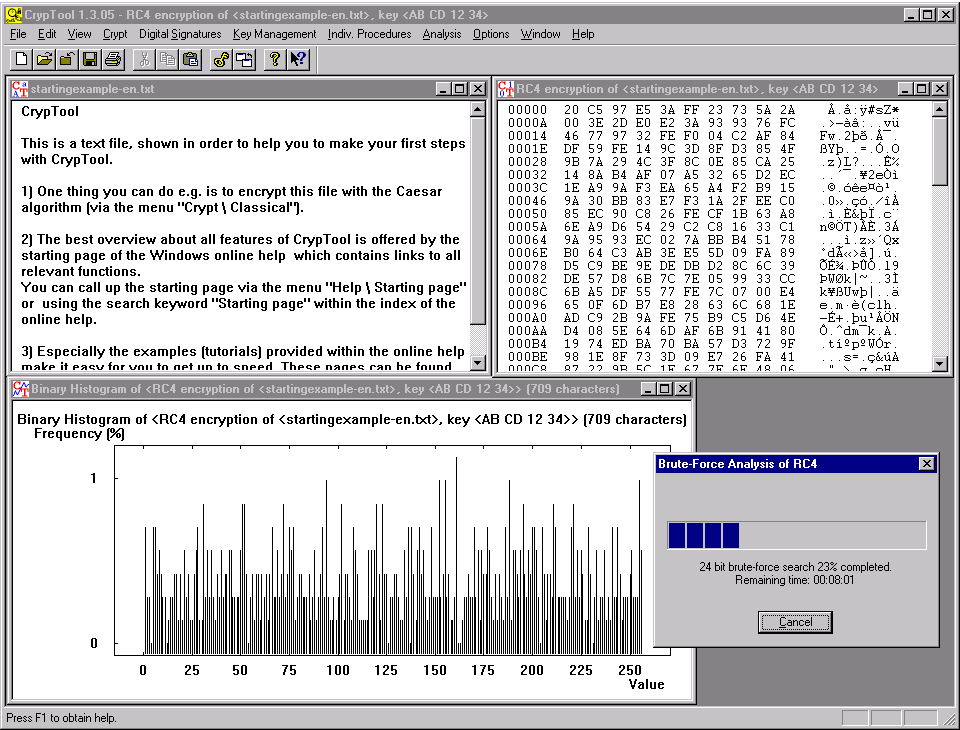 CrypTool 1.3.05 - RC4 encryption of <startingexample-en.txt>, key <AB CD 12 34>
File Edit View Crypt Digital Signatures Key Management Indiv. Procedures Analysis Options Window Help
startingexample-en.txt
CrypTool
This is a text file, shown in order to help you to make your first steps
with CrypTool.
1) One thing you can do e.g. is to encrypt this file with the Caesar
algorithm (via the menu "Crypt \ Classical").
2) The best overview about all features of CrypTool is offered by the
starting page of the Windows online help  which contains links to all
relevant functions.
You can call up the starting page via the menu "Help \ Starting page"
or  using the search keyword "Starting page" within the index of the
online help.
3) Especially the examples (tutorials) provided within the online help
make it easy for you to get up to speed. These pages can be found
RC4 encryption of <startingexample-en.txt>, key <AB CD 12 34>
00000 20 C5 97 E5 3A FF 23 73 5A 2A Å.å:ÿ#sZ*
0000A 00 3E 2D E0 E2 3A 93 93 76 FC .>-àâ:..vü
00014 46 77 97 32 FE F0 04 C2 AF 84 Fw.2þð.Â¯.
0001E DF 59 FE 14 9C 3D 8F D3 85 4F ßYþ..=.Ó.O
00028 9B 7A 29 4C 3F 8C 0E 85 CA 25 .z)L?...Ê%
00032 14 8A B4 AF 07 A5 32 65 D2 EC ..´¯.¥2eÒì
0003C 1E A9 9A F3 EA 65 A4 F2 B9 15 .©.óêe¤ò¹.
00046 9A 30 BB 83 E7 F3 1A 2F EE C0 .0».çó./îÀ
00050 85 EC 90 C8 26 FE CF 1B 63 A8 .ì.È&þÏ.c¨
0005A 6E A9 D6 54 29 C2 C8 16 33 C1 n©ÖT)ÂÈ.3Á
00064 9A 95 93 EC 02 7A BB B4 51 78 ...ì.z»´Qx
0006E B0 64 C3 AB 3E E5 5D 09 FA 89 °dÃ«>å].ú.
00078 D5 C9 BE 9E DE DB D2 8C 6C 39 ÕÉ¾.ÞÛÒ.l9
00082 DE 57 D8 6B 7C 7E 05 99 33 CC ÞWØk|~..3Ì
0008C 6B A5 DF 55 77 FE 7C 07 00 E4 k¥ßUwþ|..ä
00096 65 0F 6D B7 E8 28 63 6C 68 1E e.m·è(clh.
000A0 AD C9 2B 9A FE 75 B9 C5 D6 4E -É+.þu¹ÅÖN
000AA D4 08 5E 64 6D AF 6B 91 41 80 Ô.^dm¯k.A.
000B4 19 74 ED BA 70 BA 57 D3 72 9F .tíºpºWÓr.
000BE 98 1E 8F 73 3D 09 E7 26 FA 41 ...s=.ç&úA
Binary Histogram of <RC4 encryption of <startingexample-en.txt>, key <AB CD 12 34>> (709 characters)
Binary Histogram of <RC4 encryption of <startingexample-en.txt>, key <AB CD 12 34>> (709 characters)
Frequency (%)
1
0
0 25 50 75 100 125 150 175 200 225 250
Value
Brute-Force Analysis of RC4
24 bit brute-force search 23% completed.
Remaining time: 00:08:01
Cancel
Press F1 to obtain help.